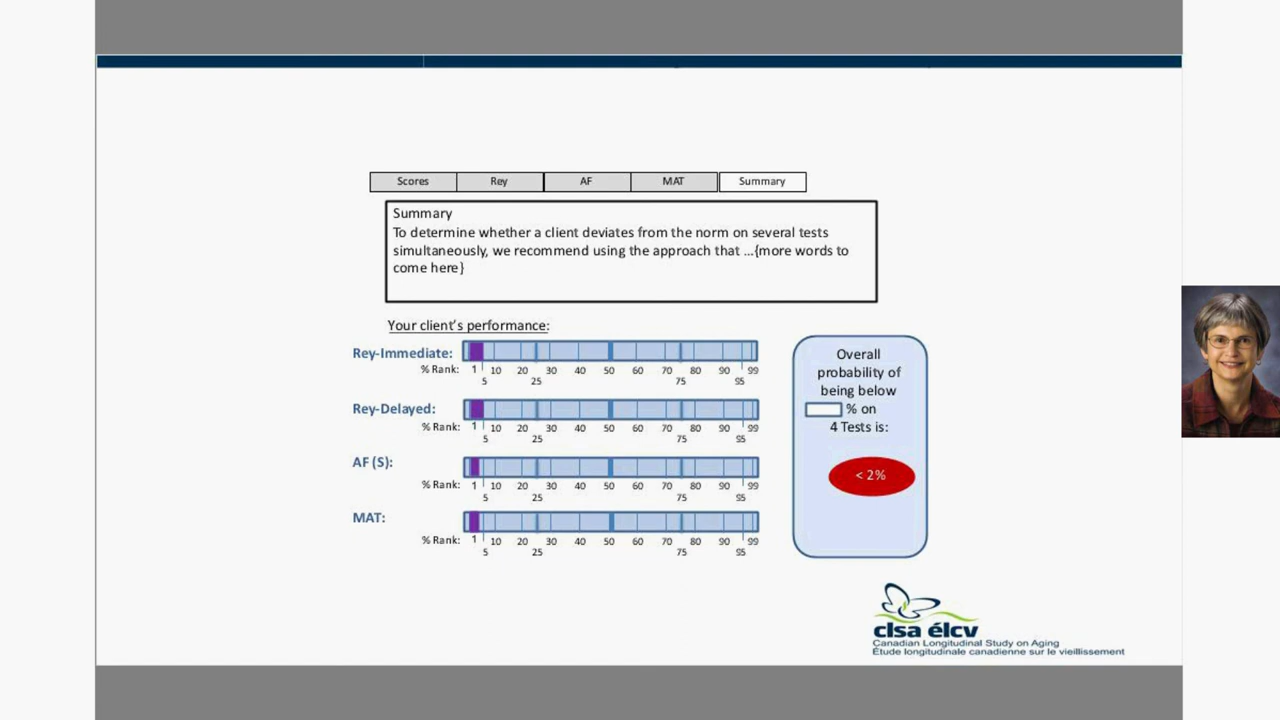 Scores Rey AF MAT Summary
Summary
To determine whether a client deviates from the norm on several tests
simultaneously, we recommend using the approach that ...{more words to
come here}
Your client's performance:
Rey-Immediate:
% Rank: 1 10 20 30 40 50 60 70 80 90 99
5 25 75 95
Rey-Delayed:
% Rank: 1 10 20 30 40 50 60 70 80 90 99
5 25 75 95
AF (S):
% Rank: 1 10 20 30 40 50 60 70 80 90 99
5 25 75 95
MAT:
% Rank: 1 10 20 30 40 50 60 70 80 90 99
5 25 75 95
Overall
probability of
being below
% on
4 Tests is:
< 2%
clsa élcv
Canadian Longitudinal Study on Aging
Étude longitudinale canadienne sur le vieillissement